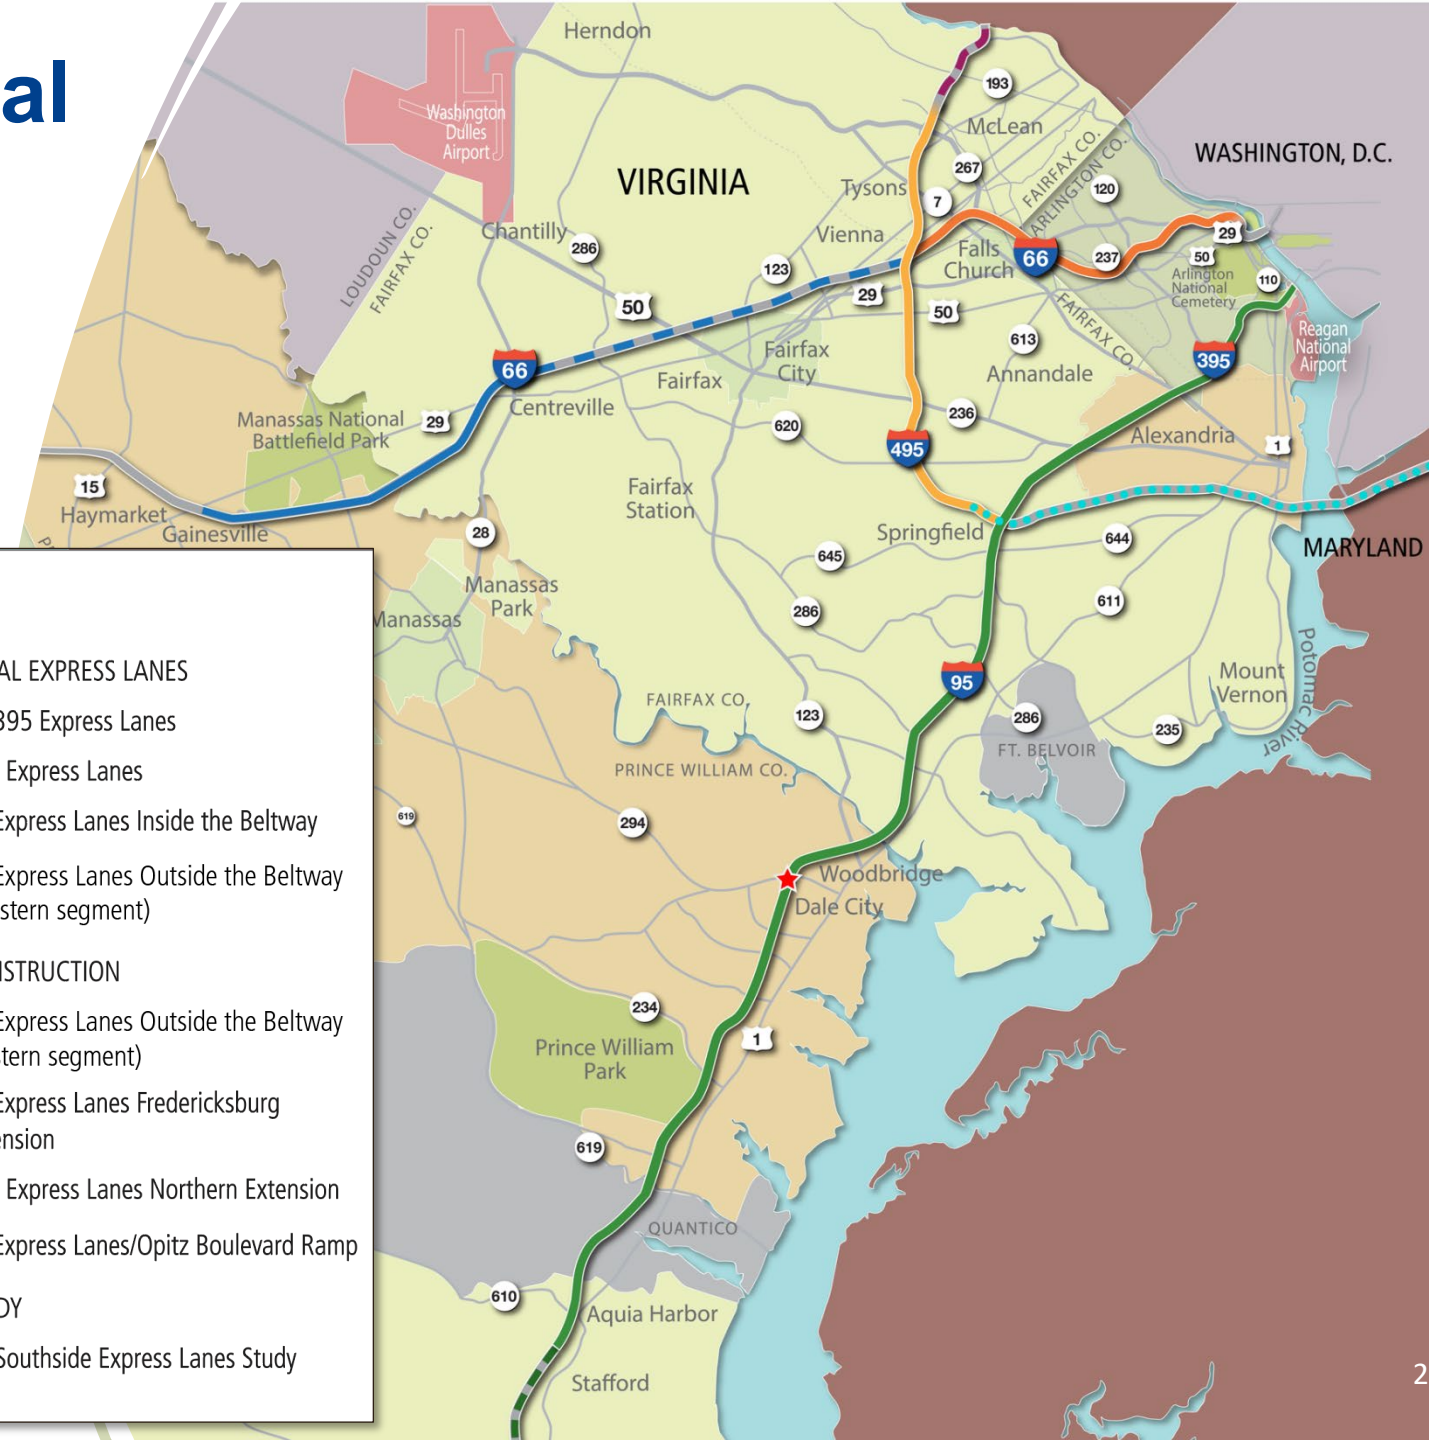 al
Herndon
193
Washington
Dulles
Airport
McLean
FAIRFAX CO.
ARLINGTON CO.
WASHINGTON, D.C.
VIRGINIA
267
Tysons
120
7
LOUDOUN CO.
FAIRFAX CO.
Chantilly
286
Vienna
Falls
Church
66
237
29
50
123
29
50
Arlington
National
Cemetery
110
50
613
FAIRFAX CO.
Reagan
National
Airport
395
66
Fairfax
City
Fairfax
Annandale
Centreville
Manassas National
Battlefield Park
29
620
236
Alexandria
1
495
15
Haymarket
Gainesville
Fairfax
Station
28
Springfield
644
MARYLAND
645
Manassas
Park
Manassas
286
611
Potomac River
95
Mount
Vernon
FAIRFAX CO.
123
286
235
FT. BELVOIR
PRINCE WILLIAM CO.
619
294
Woodbridge
Dale City
234
1
Prince William
Park
619
QUANTICO
610
Aquia Harbor
Stafford
AL EXPRESS LANES
395 Express Lanes
Express Lanes
Express Lanes Inside the Beltway
Express Lanes Outside the Beltway
stern segment)
NSTRUCTION
Express Lanes Outside the Beltway
tern segment)
Express Lanes Fredericksburg
ension
Express Lanes Northern Extension
Express Lanes/Opitz Boulevard Ramp
DY
Southside Express Lanes Study
2